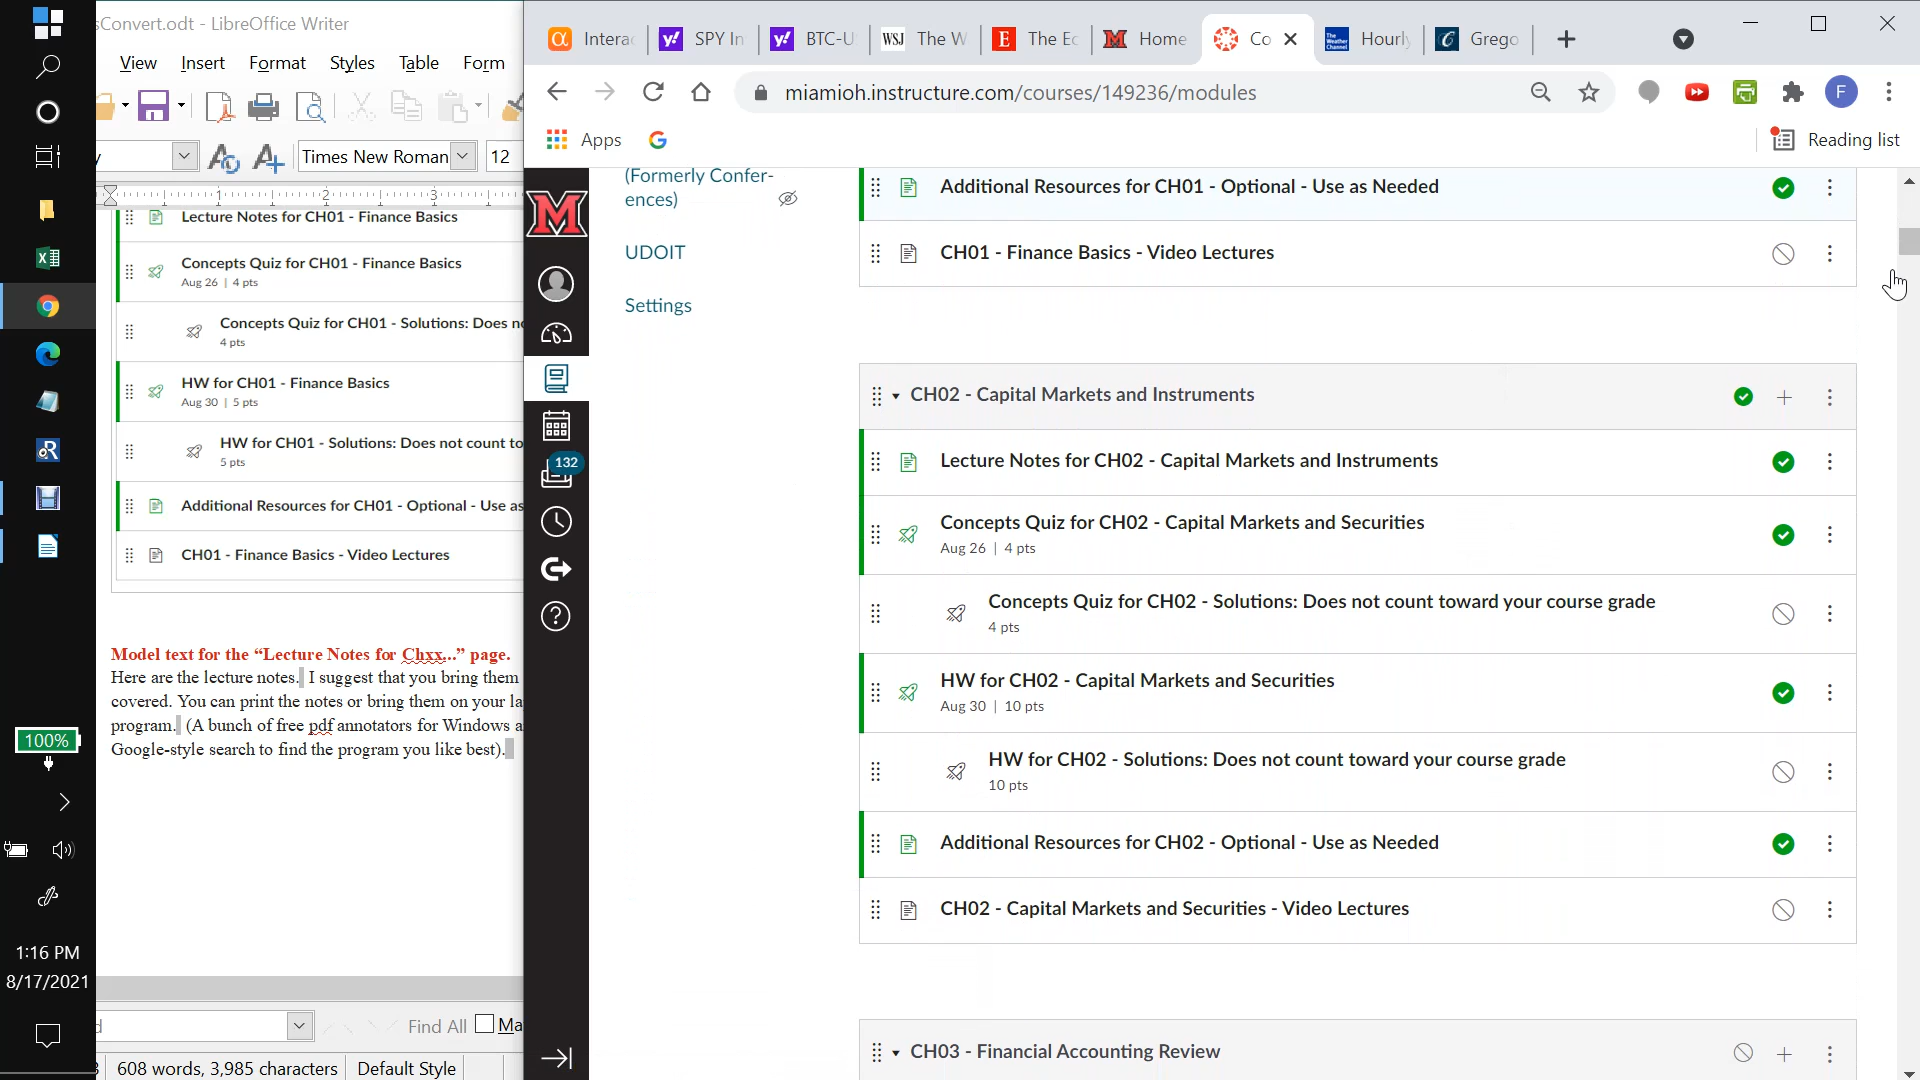 sConvert.odt - LibreOffice Writer
View Insert Format Styles Table Form
Times New Roman 12
1 2 3
Lecture Notes for CH01 - Finance Basics
Concepts Quiz for CH01 - Finance Basics
Aug 26 | 4 pts
Concepts Quiz for CH01 - Solutions: Does
4 pts
HW for CH01 - Finance Basics
Aug 30 | 5 pts
HW for CH01 - Solutions: Does not count to
5 pts
Additional Resources for CH01 - Optional - Use as
CH01 - Finance Basics - Video Lectures
Model text for the “Lecture Notes for Chxx...” page.
Here are the lecture notes. I suggest that you bring them
covered. You can print the notes or bring them on your la
program. (A bunch of free pdf annotators for Windows a
Google-style search to find the program you like best).
Find All Ma
608 words, 3,985 characters Default Style
100%
1:16 PM
8/17/2021
Intera SPY In BTC-U WSJ The W The Ec Home Co Hourly Grego
miamioh.instructure.com/courses/149236/modules
F
Apps
Reading list
132
(Formerly Confer-
ences)
UDOIT
Settings
Additional Resources for CH01 - Optional - Use as Needed
CH01 - Finance Basics - Video Lectures
CH02 - Capital Markets and Instruments
Lecture Notes for CH02 - Capital Markets and Instruments
Concepts Quiz for CH02 - Capital Markets and Securities
Aug 26 | 4 pts
Concepts Quiz for CH02 - Solutions: Does not count toward your course grade
4 pts
HW for CH02 - Capital Markets and Securities
Aug 30 | 10 pts
HW for CH02 - Solutions: Does not count toward your course grade
10 pts
Additional Resources for CH02 - Optional - Use as Needed
CH02 - Capital Markets and Securities - Video Lectures
CH03 - Financial Accounting Review